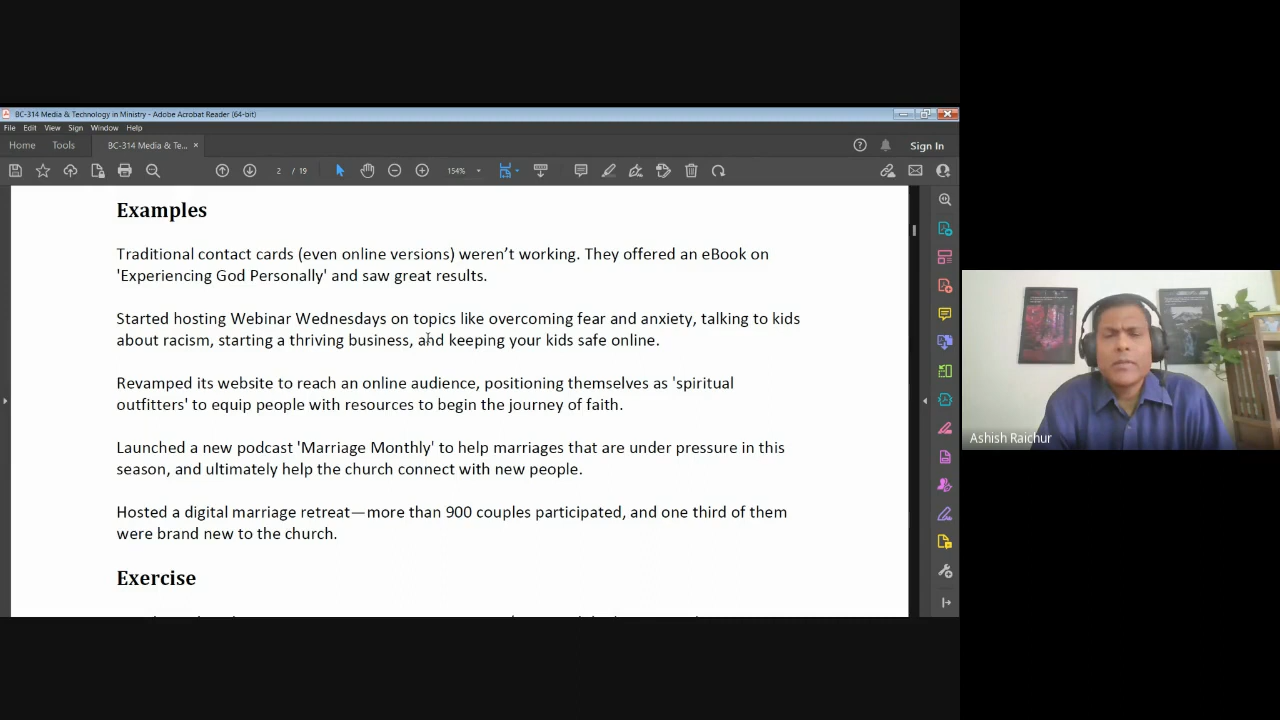 BC-314 Media & Technology in Ministry - Adobe Acrobat Reader (64-bit)
File Edit View Sign Window Help
Home Tools BC-314 Media & Te... × Sign In
2 / 19 154%
Examples
Traditional contact cards (even online versions) weren’t working. They offered an eBook on
'Experiencing God Personally' and saw great results.
Started hosting Webinar Wednesdays on topics like overcoming fear and anxiety, talking to kids
about racism, starting a thriving business, and keeping your kids safe online.
Revamped its website to reach an online audience, positioning themselves as 'spiritual
outfitters' to equip people with resources to begin the journey of faith.
Launched a new podcast 'Marriage Monthly' to help marriages that are under pressure in this
season, and ultimately help the church connect with new people.
Hosted a digital marriage retreat—more than 900 couples participated, and one third of them
were brand new to the church.
Exercise
Ashish Raichur